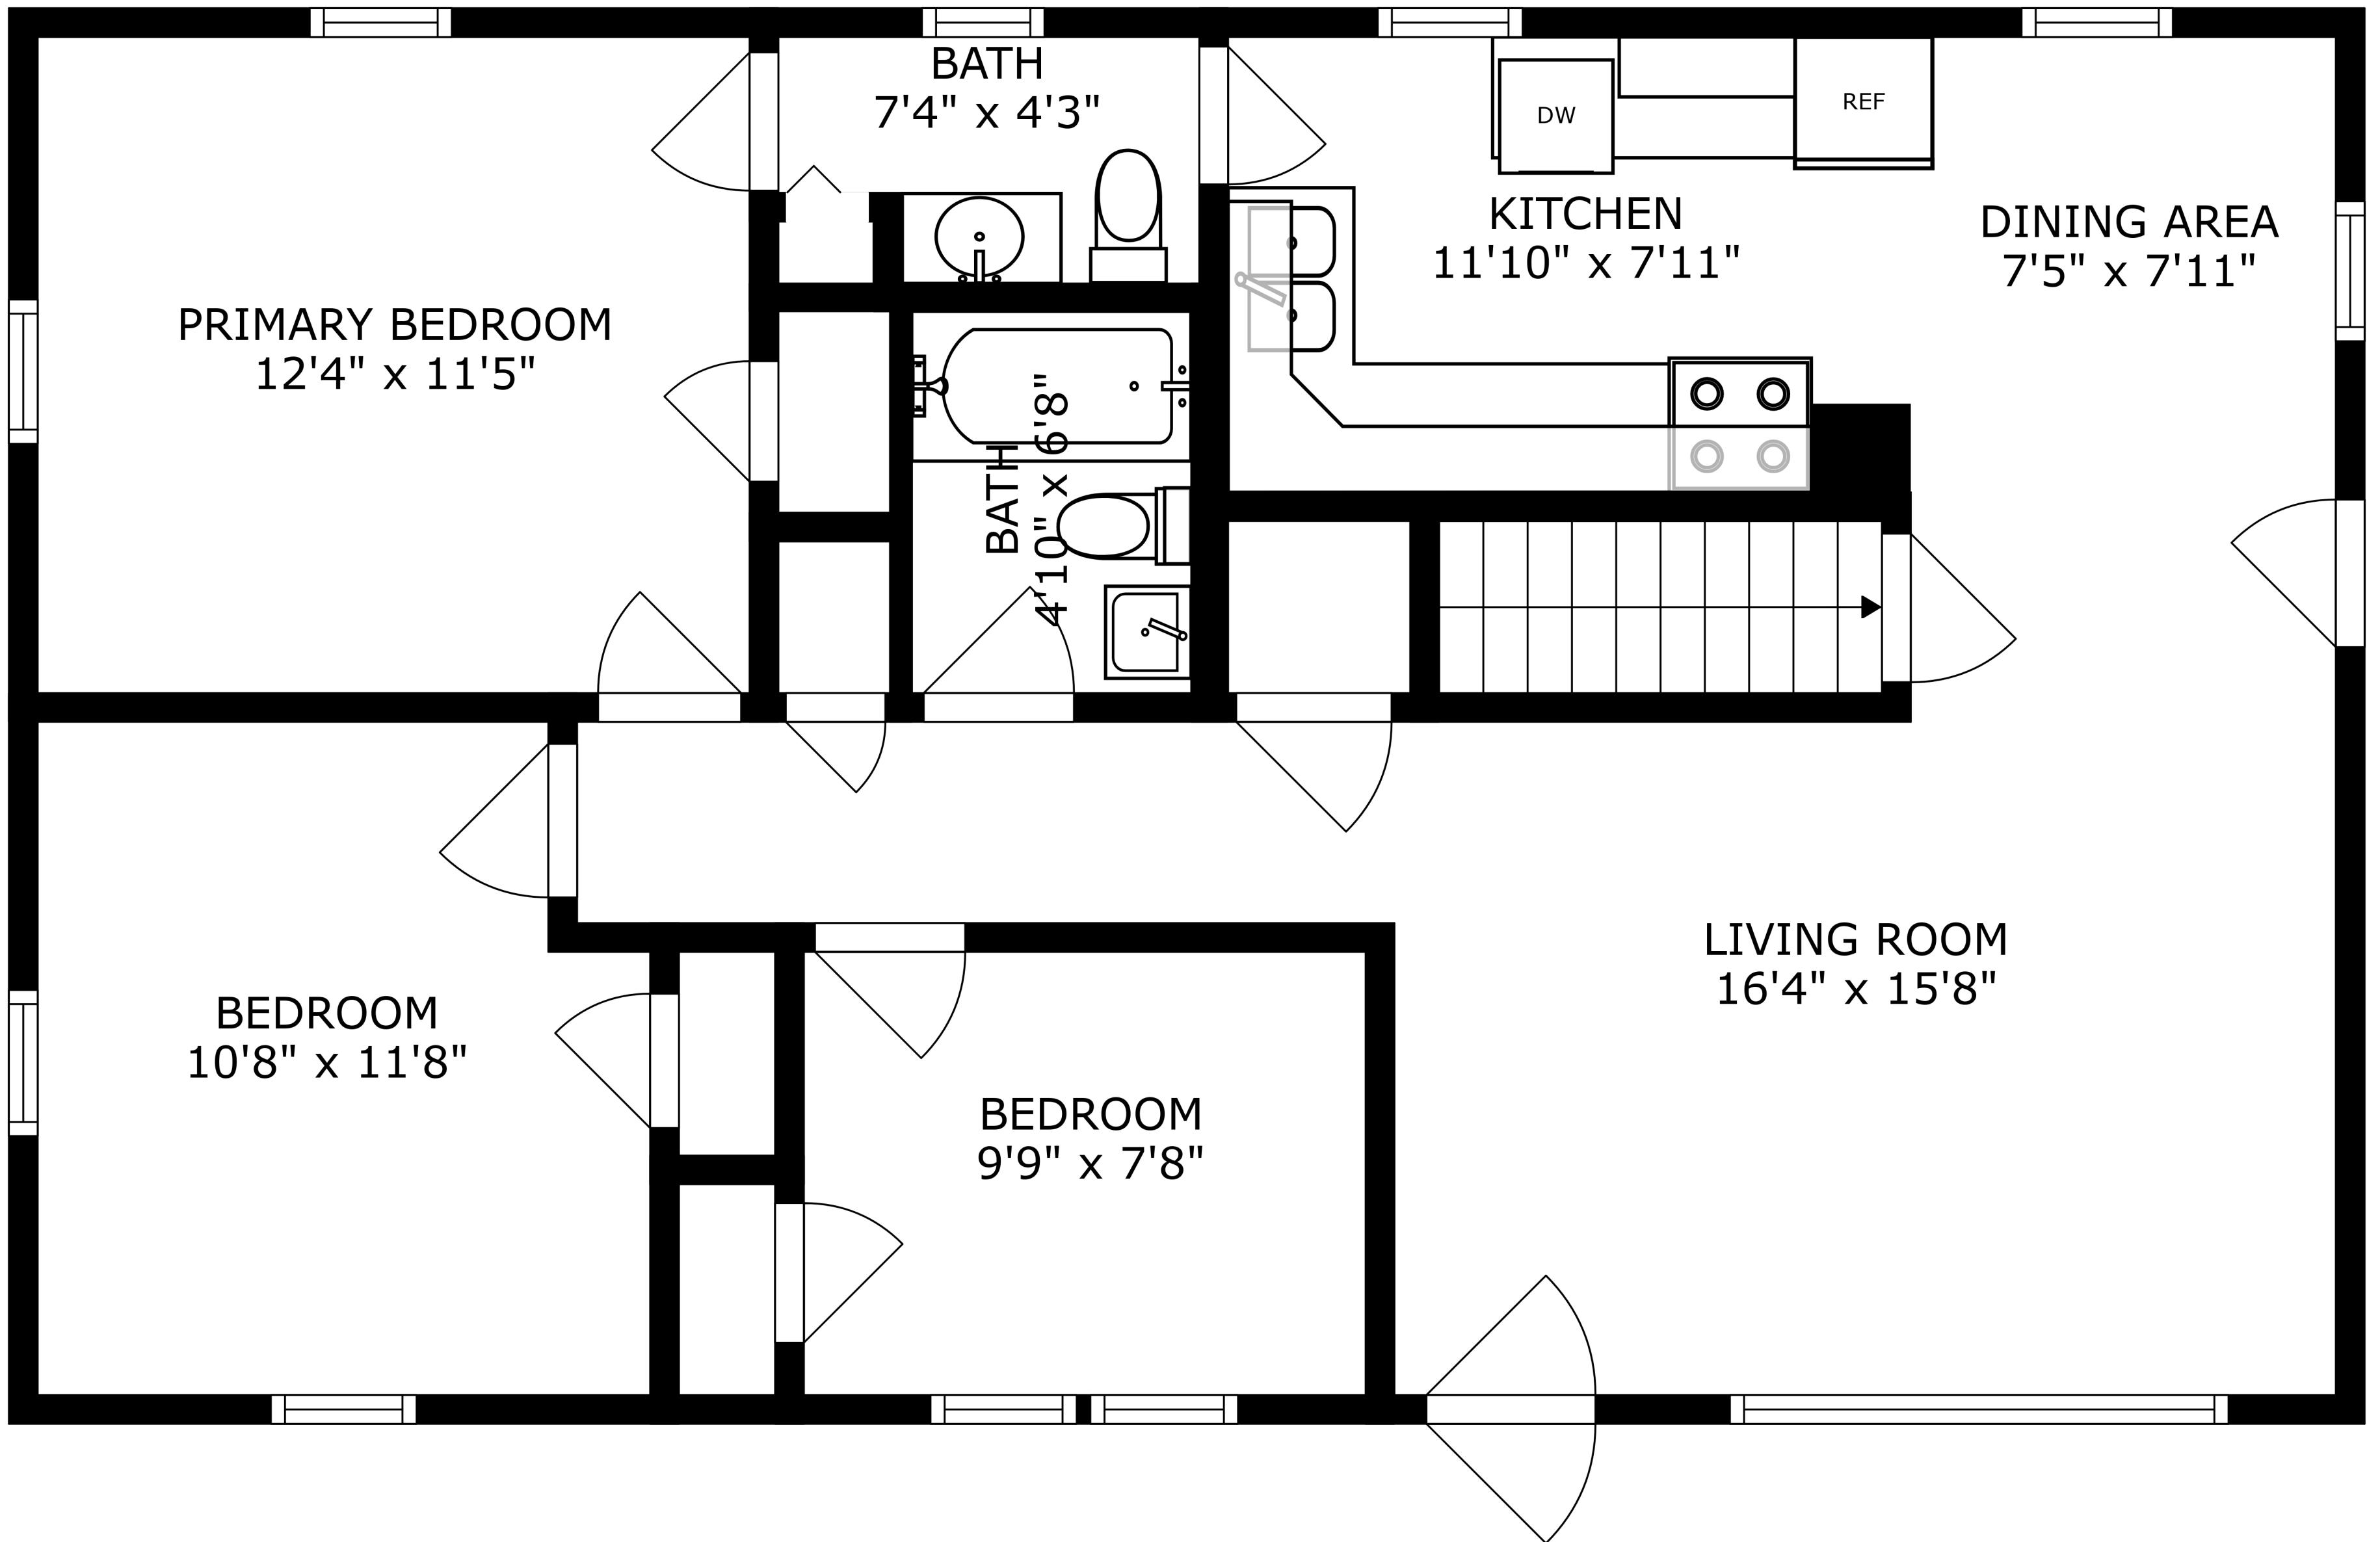 BATH
7'4" x 4'3"
DW
REF
KITCHEN
11'10" x 7'11"
DINING AREA
7'5" x 7'11"
PRIMARY BEDROOM
12'4" x 11'5"
BATH
4'10" x 6'8"
LIVING ROOM
16'4" x 15'8"
BEDROOM
10'8" x 11'8"
BEDROOM
9'9" x 7'8"